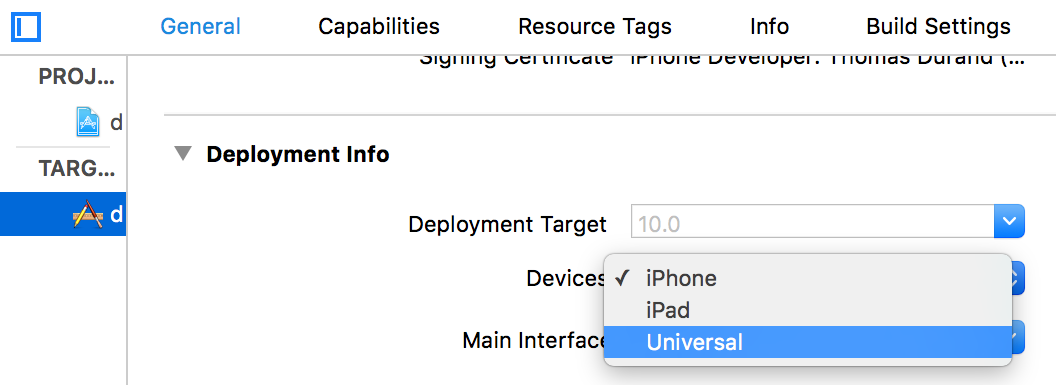 General Capabilities Resource Tags Info Build Settings
PROJ...
Signing Certificate iPhone Developer: Thomas Durand (...
d
Deployment Info
TARG...
d
Deployment Target 10.0
Devices ✓ iPhone
iPad
Main Interface Universal